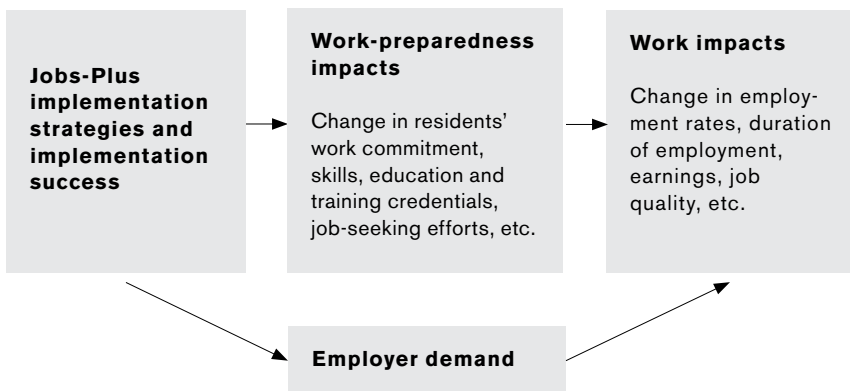 Jobs-Plus
implementation
strategies and
implementation
success
Work-preparedness
impacts
Change in residents'
work commitment,
skills, education and
training credentials,
job-seeking efforts, etc.
Work impacts
Change in employ-
ment rates, duration
of employment,
earnings, job
quality, etc.
Employer demand